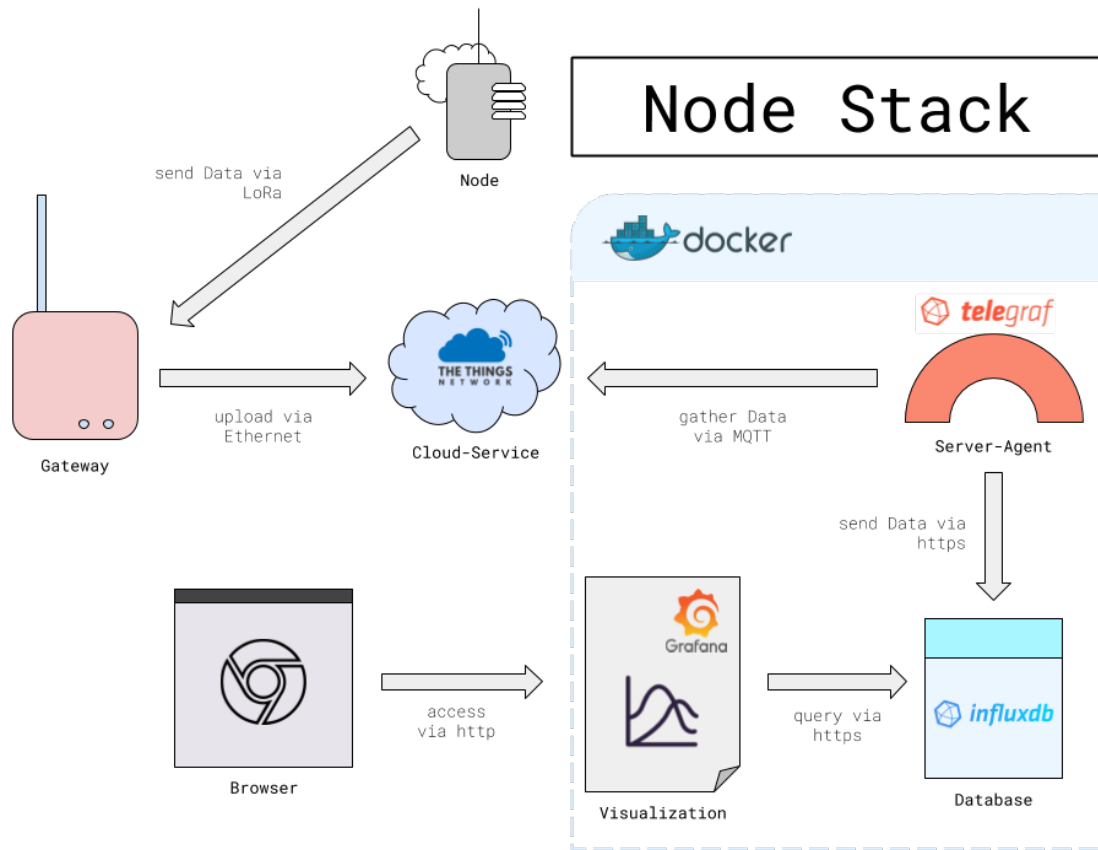 Node Stack
Node
send Data via
LoRa
docker
telegraf
THE THINGS
NETWORK
upload via
Ethernet
gather Data
via MQTT
Gateway
Cloud-Service
Server-Agent
send Data via
https
Grafana
access
via http
query via
https
influxdb
Browser
Visualization
Database